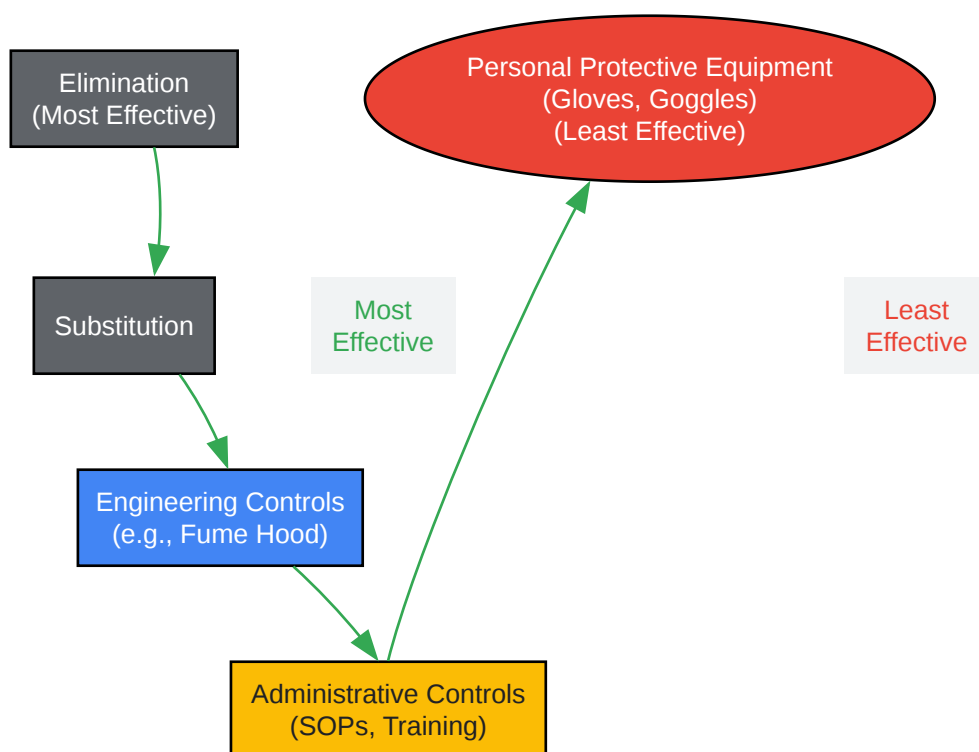 Elimination
(Most Effective)
Personal Protective Equipment
(Gloves, Goggles)
(Least Effective)
Substitution
Most
Effective
Least
Effective
Engineering Controls
(e.g., Fume Hood)
Administrative Controls
(SOPs, Training)